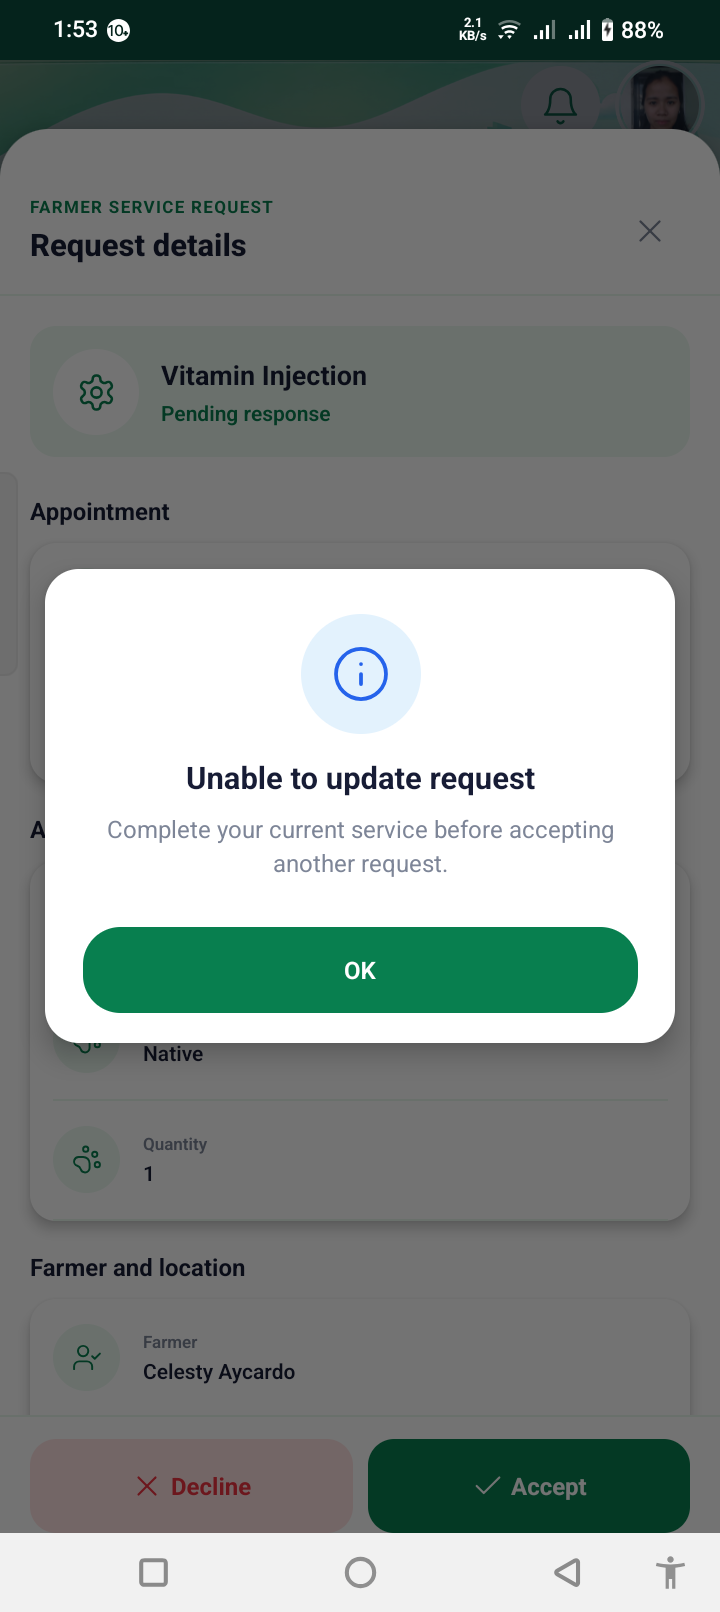 1:53
10
2.1
KB/s
88%
FARMER SERVICE REQUEST
Request details
Vitamin Injection
Pending response
Appointment
Unable to update request
Complete your current service before accepting
another request.
OK
A
Native
Quantity
1
Farmer and location
Farmer
Celesty Aycardo
Decline
Accept